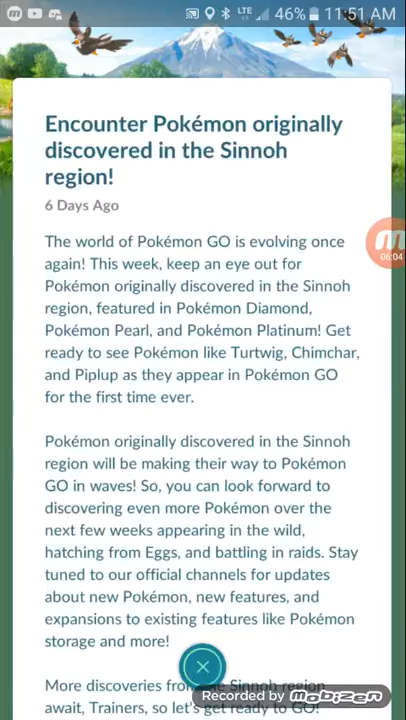 LTE 46% 11:51 AM
Encounter Pokémon originally
discovered in the Sinnoh
region!
6 Days Ago
The world of Pokémon GO is evolving once
again! This week, keep an eye out for
Pokémon originally discovered in the Sinnoh
region, featured in Pokémon Diamond,
Pokémon Pearl, and Pokémon Platinum! Get
ready to see Pokémon like Turtwig, Chimchar,
and Piplup as they appear in Pokémon GO
for the first time ever.
06:04
Pokémon originally discovered in the Sinnoh
region will be making their way to Pokémon
GO in waves! So, you can look forward to
discovering even more Pokémon over the
next few weeks appearing in the wild,
hatching from Eggs, and battling in raids. Stay
tuned to our official channels for updates
about new Pokémon, new features, and
expansions to existing features like Pokémon
storage and more!
More discoveries from the Sinnoh region
await, Trainers, so let's get ready to GO!
Recorded by Mobizen